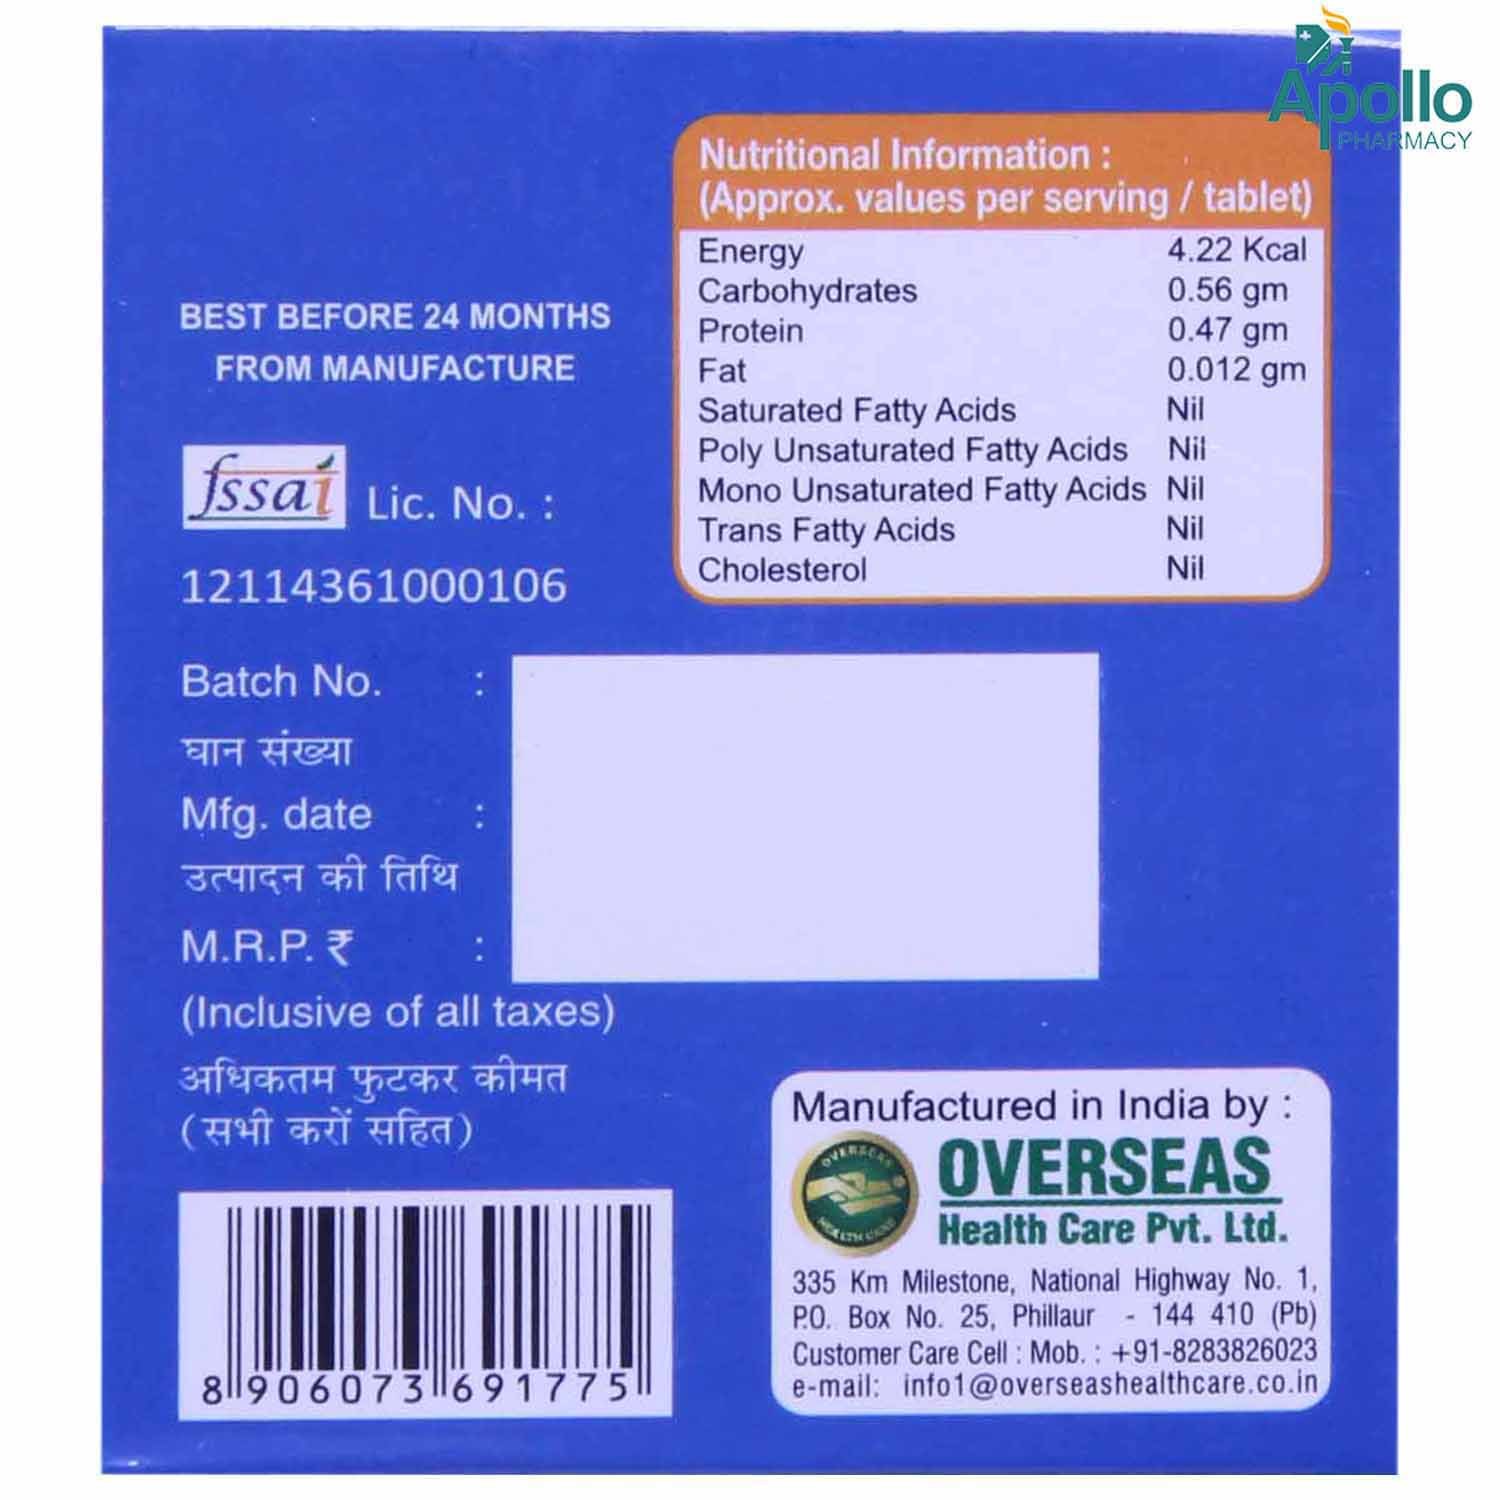 Apollo
PHARMACY
Nutritional Information :
(Approx. values per serving / tablet)
Energy 4.22 Kcal
Carbohydrates 0.56 gm
Protein 0.47 gm
Fat 0.012 gm
Saturated Fatty Acids Nil
Poly Unsaturated Fatty Acids Nil
Mono Unsaturated Fatty Acids Nil
Trans Fatty Acids Nil
Cholesterol Nil
BEST BEFORE 24 MONTHS
FROM MANUFACTURE
fssai Lic. No. :
12114361000106
Batch No. :
घान संख्या
Mfg. date :
उत्पादन की तिथि
M.R.P. ₹ :
(Inclusive of all taxes)
अधिकतम फुटकर कीमत
(सभी करों सहित)
8 906073 691775
Manufactured in India by :
OVERSEAS
HEALTH CARE
OVERSEAS
Health Care Pvt. Ltd.
335 Km Milestone, National Highway No. 1,
P.O. Box No. 25, Phillaur - 144 410 (Pb)
Customer Care Cell : Mob. : +91-8283826023
e-mail: info1@overseashealthcare.co.in